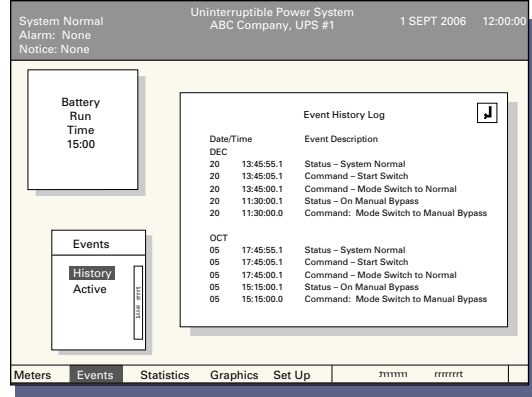 System Normal
Alarm: None
Notice: None
Uninterruptible Power System
ABC Company, UPS #1
1 SEPT 2006 12:00:00
Battery
Run
Time
15:00
Event History Log
Date/Time Event Description
DEC
20 13:45:55.1 Status – System Normal
20 13:45:05.1 Command – Start Switch
20 13:45:00.1 Command – Mode Switch to Normal
20 11:30:00.1 Status – On Manual Bypass
20 11:30:00.0 Command: Mode Switch to Manual Bypass
OCT
05 17:45:55.1 Status – System Normal
05 17:45:05.1 Command – Start Switch
05 17:45:00.1 Command – Mode Switch to Normal
05 15:15:00.1 Status – On Manual Bypass
05 15:15:00.0 Command: Mode Switch to Manual Bypass
Events
History
Active
Meters Events Statistics Graphics Set Up